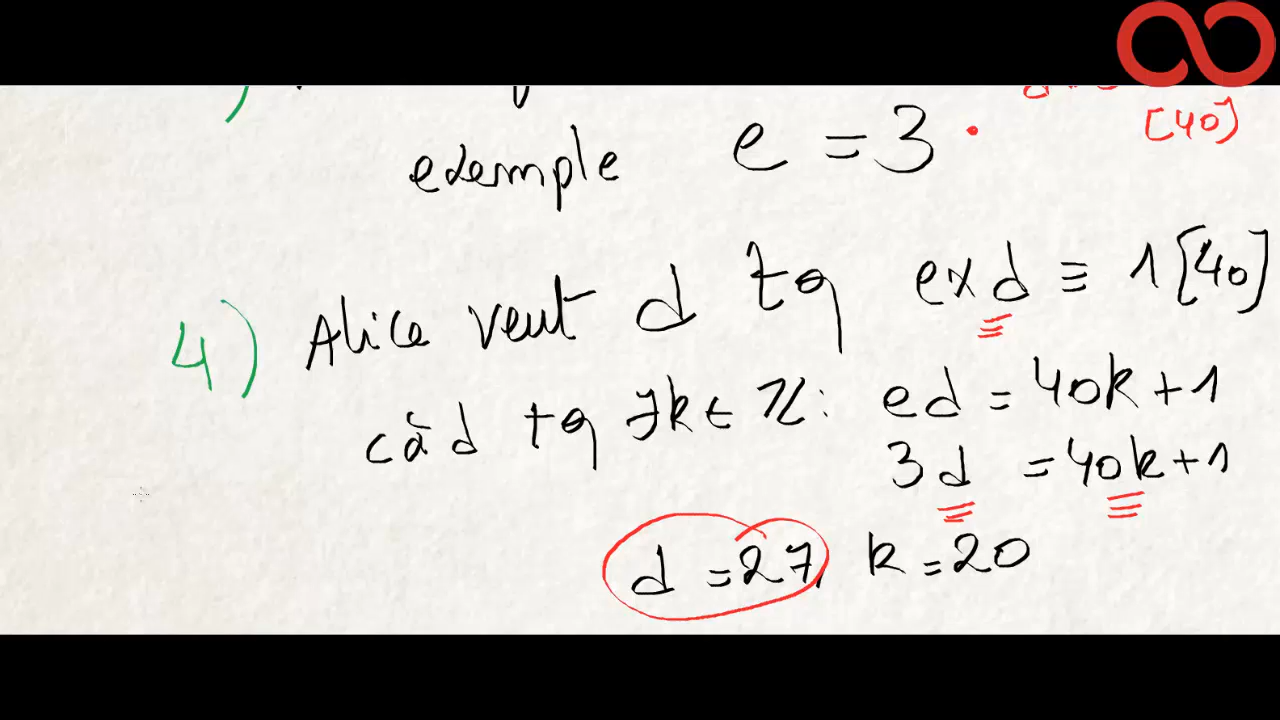 exemple e = 3.
[40]
4) Alice veut d tq exd ≡ 1 [40]
càd tq ∃k ∈ ℤ: ed = 40k + 1
3d = 40k + 1
d = 27, k = 20